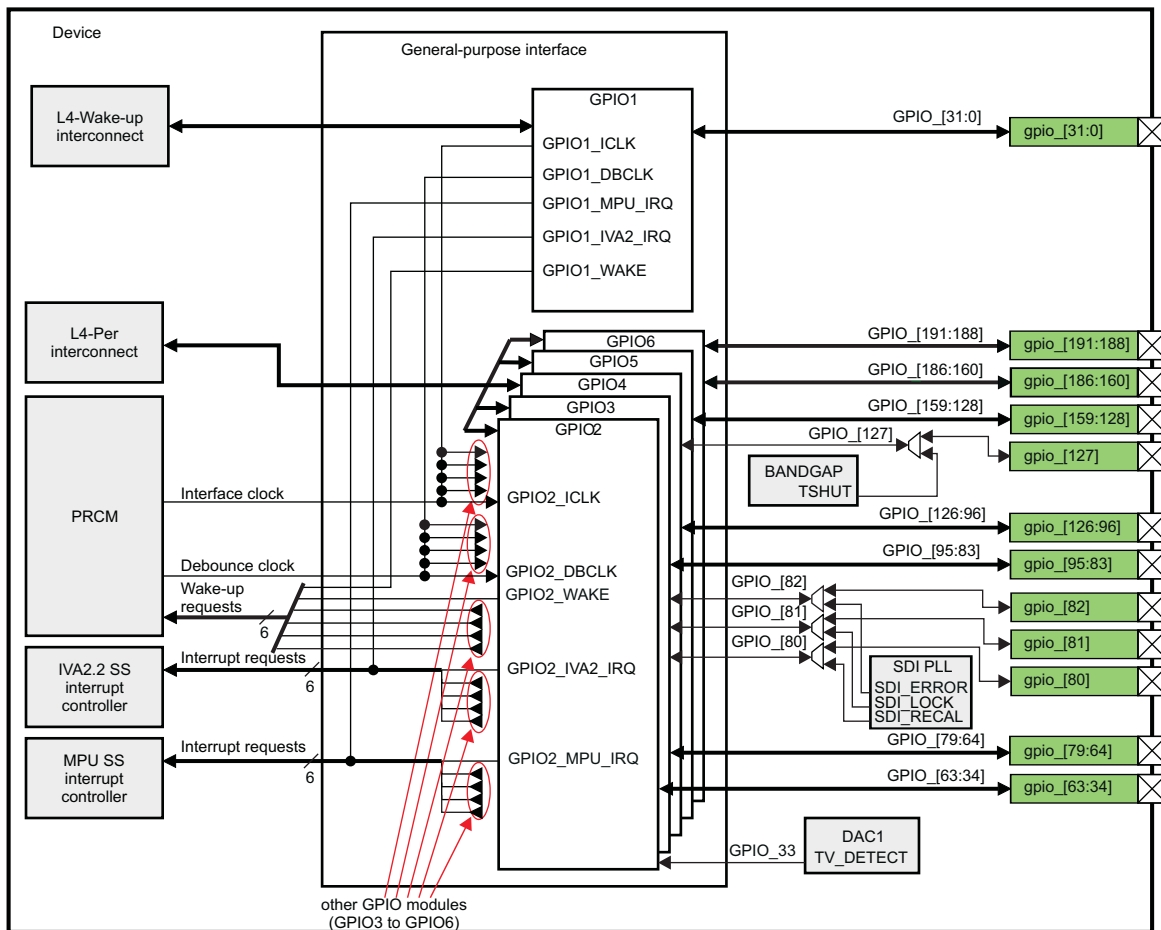 Device
General-purpose interface
L4-Wake-up
interconnect
GPIO1
GPIO1_ICLK
GPIO1_DBCLK
GPIO1_MPU_IRQ
GPIO1_IVA2_IRQ
GPIO1_WAKE
GPIO_[31:0]
gpio_[31:0]
L4-Per
interconnect
GPIO6
GPIO5
GPIO4
GPIO3
GPIO2
GPIO_[191:188]
gpio_[191:188]
GPIO_[186:160]
gpio_[186:160]
GPIO_[159:128]
gpio_[159:128]
GPIO_[127]
gpio_[127]
BANDGAP
TSHUT
PRCM
Interface clock
GPIO2_ICLK
GPIO_[126:96]
gpio_[126:96]
GPIO_[95:83]
gpio_[95:83]
Debounce clock
GPIO2_DBCLK
Wake-up
requests
6
GPIO2_WAKE
GPIO_[82]
gpio_[82]
GPIO_[81]
gpio_[81]
GPIO_[80]
gpio_[80]
SDI PLL
SDI_ERROR
SDI_LOCK
SDI_RECAL
IVA2.2 SS
interrupt
controller
Interrupt requests
6
GPIO2_IVA2_IRQ
MPU SS
interrupt
controller
Interrupt requests
6
GPIO2_MPU_IRQ
GPIO_[79:64]
gpio_[79:64]
GPIO_[63:34]
gpio_[63:34]
GPIO_33
DAC1
TV_DETECT
other GPIO modules
(GPIO3 to GPIO6)